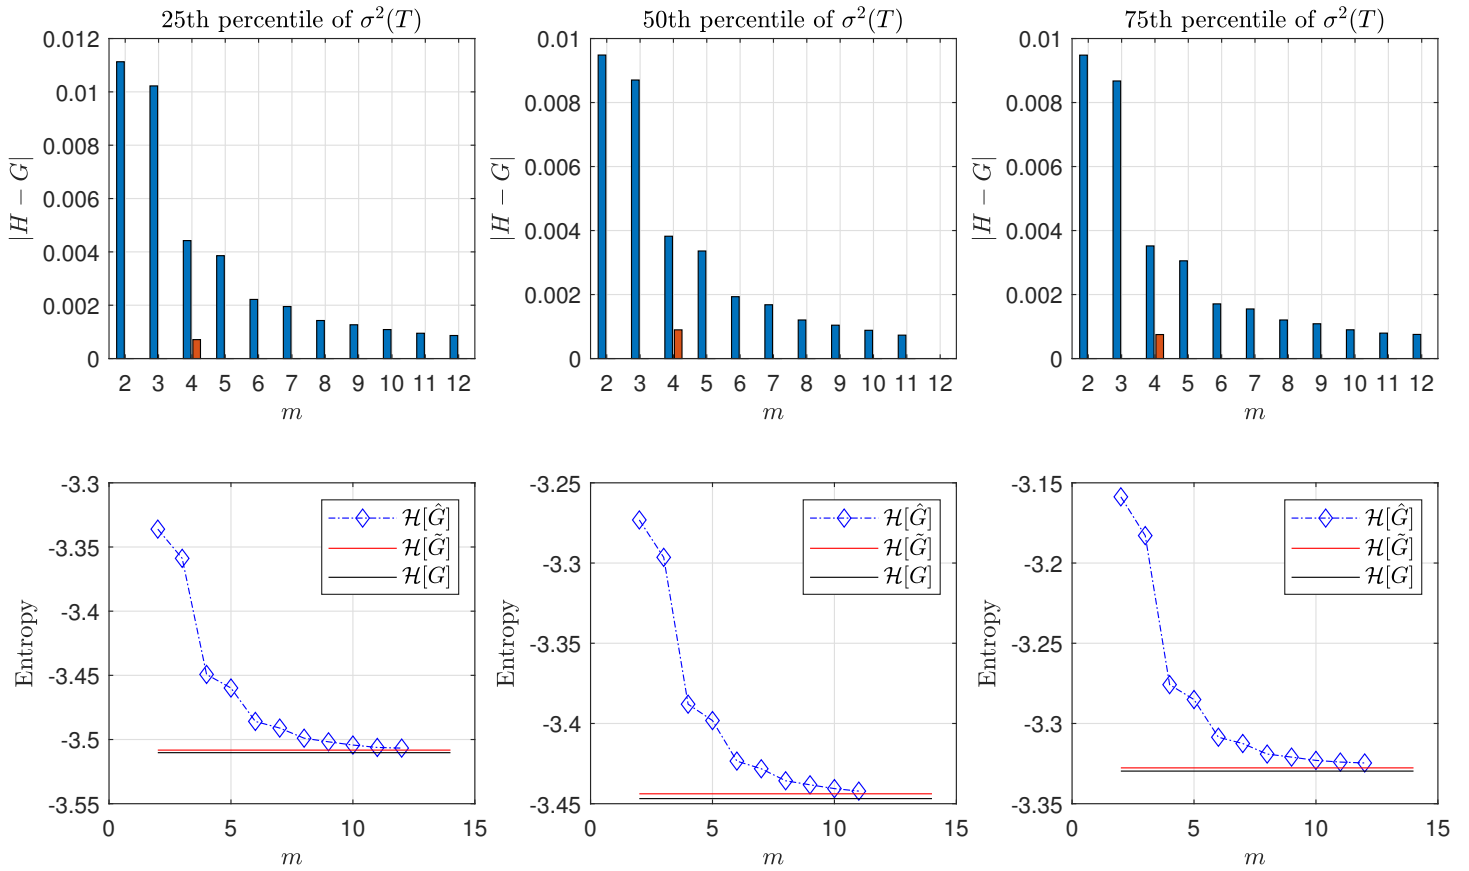 25th percentile of σ²(T)
0.012
0.01
0.008
0.006
0.004
0.002
0
|H − G|
2 3 4 5 6 7 8 9 10 11 12
m
50th percentile of σ²(T)
0.01
0.008
0.006
0.004
0.002
0
|H − G|
2 3 4 5 6 7 8 9 10 11 12
m
75th percentile of σ²(T)
0.01
0.008
0.006
0.004
0.002
0
|H − G|
2 3 4 5 6 7 8 9 10 11 12
m
-3.3
-3.35
-3.4
-3.45
-3.5
-3.55
Entropy
0 5 10 15
m
ℋ[Ĝ]
ℋ[G̃]
ℋ[G]
-3.25
-3.3
-3.35
-3.4
-3.45
Entropy
0 5 10 15
m
ℋ[Ĝ]
ℋ[G̃]
ℋ[G]
-3.15
-3.2
-3.25
-3.3
-3.35
Entropy
0 5 10 15
m
ℋ[Ĝ]
ℋ[G̃]
ℋ[G]